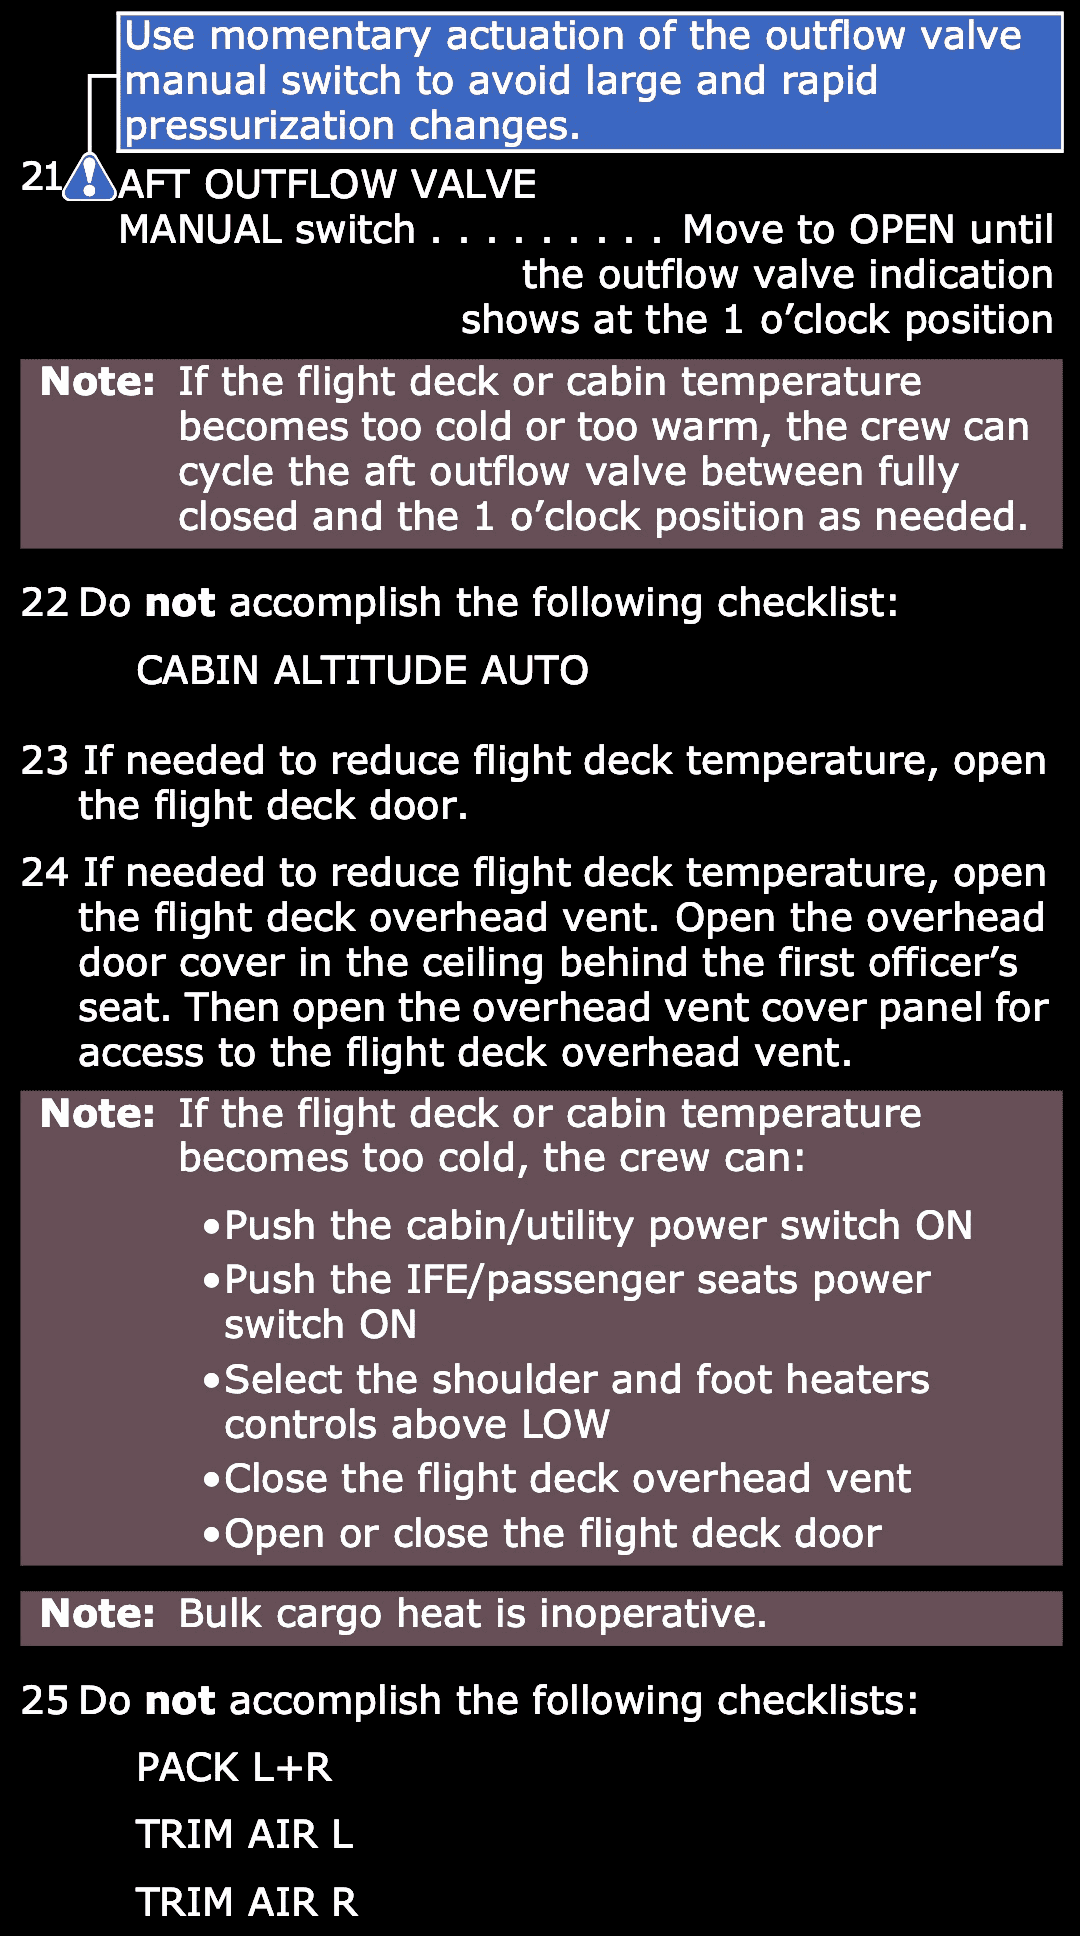 Use momentary actuation of the outflow valve
manual switch to avoid large and rapid
pressurization changes.
21 ! AFT OUTFLOW VALVE
MANUAL switch . . . . . . . . . Move to OPEN until
the outflow valve indication
shows at the 1 o’clock position
Note: If the flight deck or cabin temperature
becomes too cold or too warm, the crew can
cycle the aft outflow valve between fully
closed and the 1 o’clock position as needed.
22 Do not accomplish the following checklist:
CABIN ALTITUDE AUTO
23 If needed to reduce flight deck temperature, open
the flight deck door.
24 If needed to reduce flight deck temperature, open
the flight deck overhead vent. Open the overhead
door cover in the ceiling behind the first officer’s
seat. Then open the overhead vent cover panel for
access to the flight deck overhead vent.
Note: If the flight deck or cabin temperature
becomes too cold, the crew can:
•Push the cabin/utility power switch ON
•Push the IFE/passenger seats power
switch ON
•Select the shoulder and foot heaters
controls above LOW
•Close the flight deck overhead vent
•Open or close the flight deck door
Note: Bulk cargo heat is inoperative.
25 Do not accomplish the following checklists:
PACK L+R
TRIM AIR L
TRIM AIR R